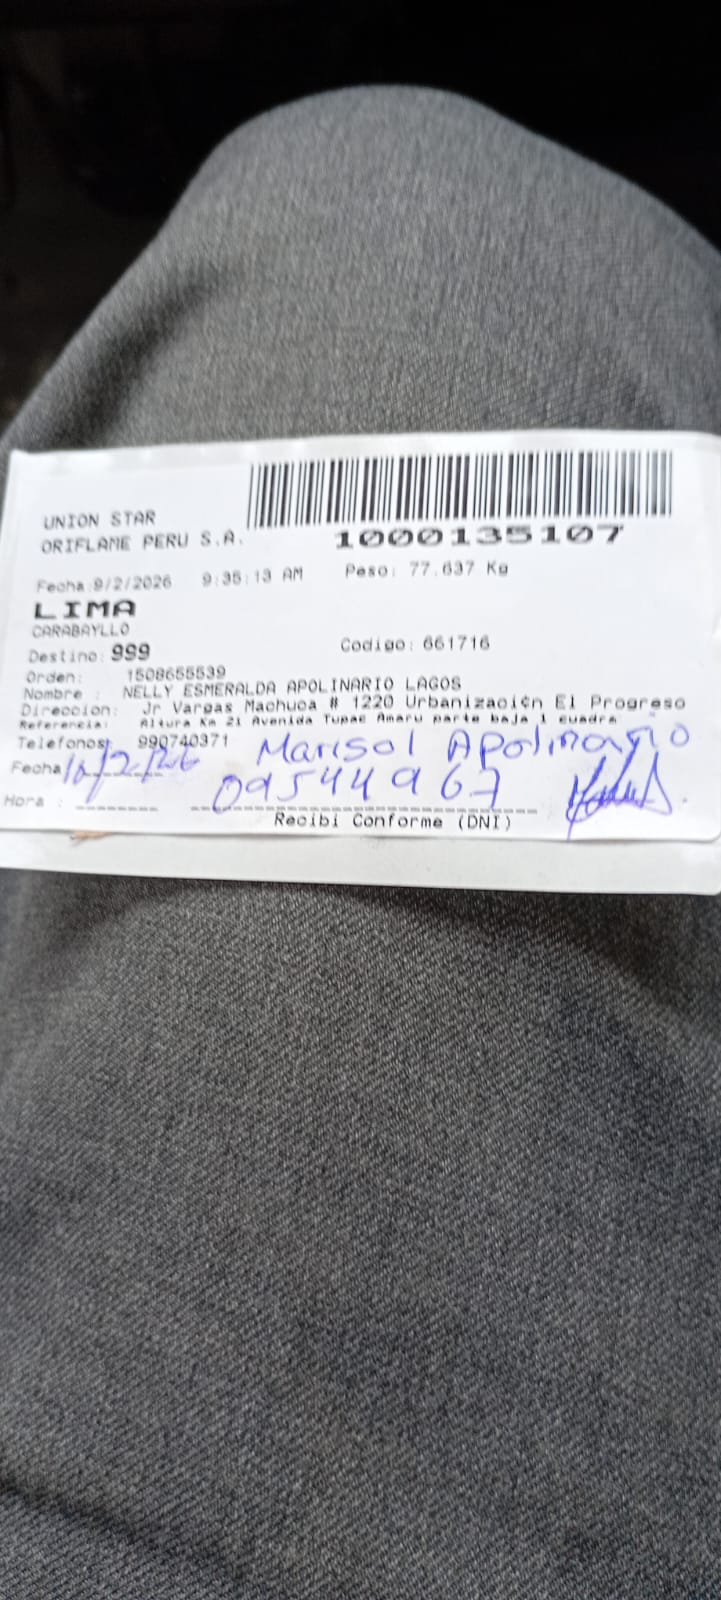 UNION STAR
ORIFLAME PERU S.A.
1000135107
Fecha:9/2/2026 9:35:13 AM Peso: 77.637 Kg
LIMA
CARABAYLLO
Destino: 999 Codigo: 661716
Orden: 1508655539
Nombre : NELLY ESMERALDA APOLINARIO LAGOS
Direccion: Jr Vargas Machuca # 1220 Urbanizaci¢n El Progreso
Referencia: Altura Km 21 Avenida Tupac Amaru parte baja 1 cuadra
Telefonos: 990740371 Marisol Apolinario
Fecha 10/2/26
09544967
Hora :
Recibi Conforme (DNI)